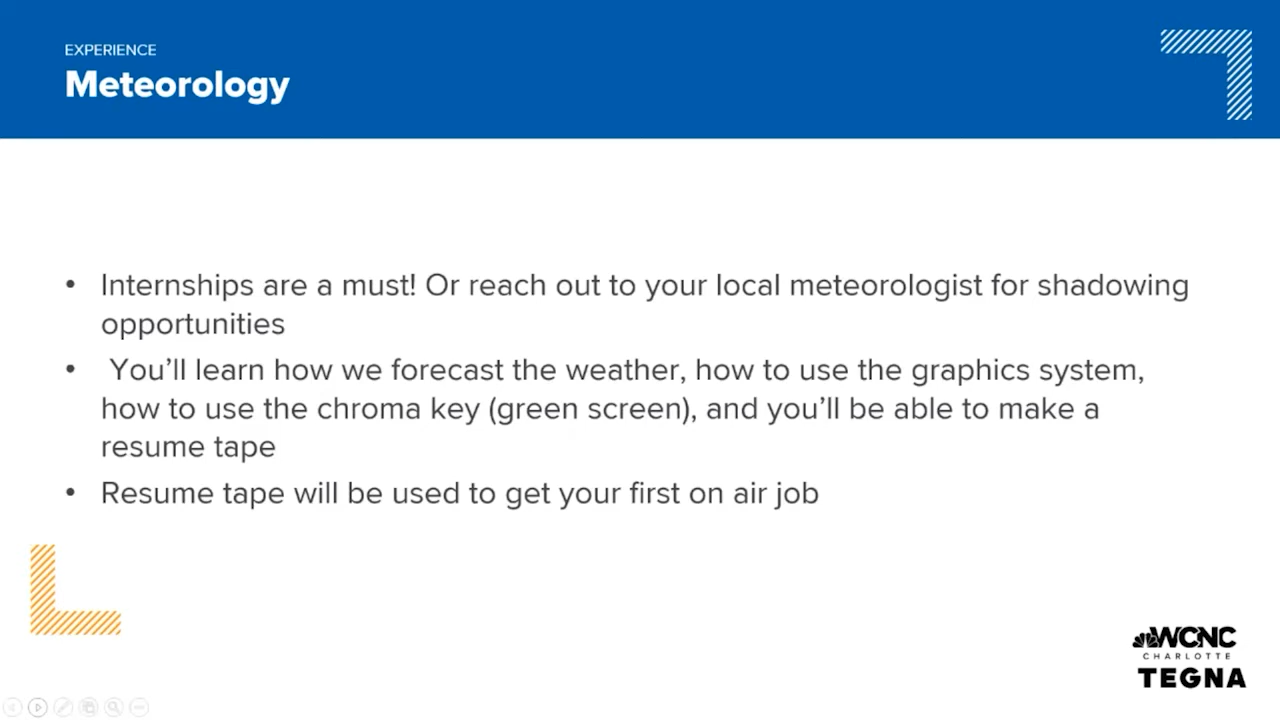 EXPERIENCE
Meteorology
• Internships are a must! Or reach out to your local meteorologist for shadowing
opportunities
• You’ll learn how we forecast the weather, how to use the graphics system,
how to use the chroma key (green screen), and you’ll be able to make a
resume tape
• Resume tape will be used to get your first on air job
WCNC
CHARLOTTE
TEGNA